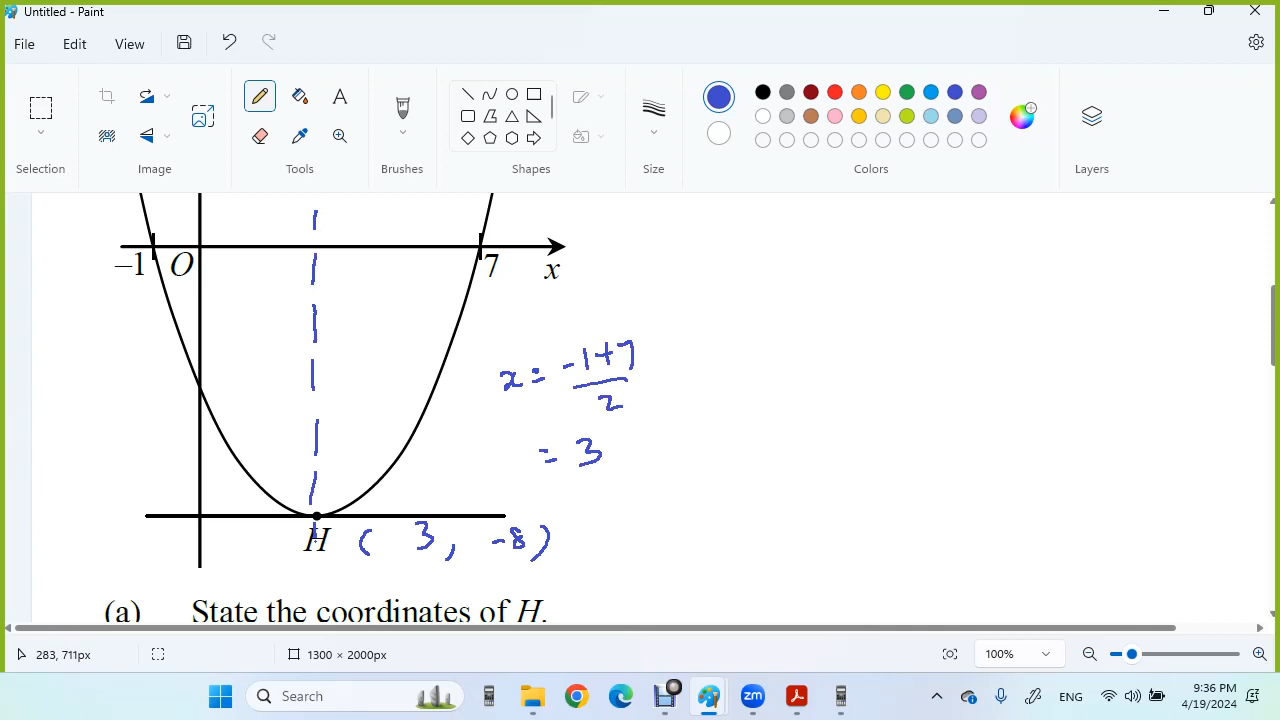 Untitled - Paint
File Edit View
Selection Image Tools Brushes Shapes Size Colors Layers
A
-1 O 7 x
x = -1+7
2
= 3
H ( 3, -8)
(a) State the coordinates of H.
283, 711px 1300 × 2000px 100%
Search zm ENG 9:36 PM
4/19/2024